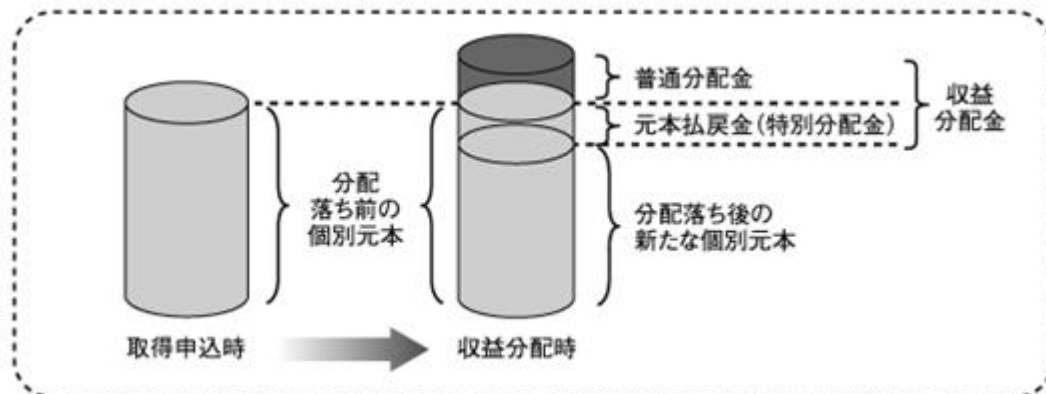 普通分配金
元本払戻金(特別分配金)
収益
分配金
分配
落ち前の
個別元本
分配落ち後の
新たな個別元本
取得申込時
収益分配時